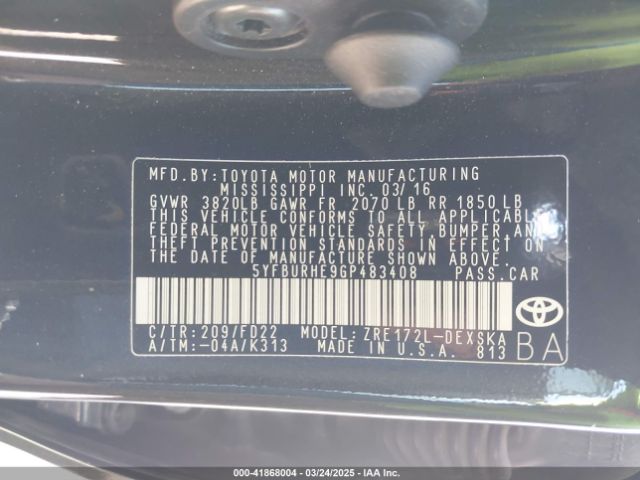 MFD.BY:TOYOTA MOTOR MANUFACTURING
MISSISSIPPI INC. 03/16
GVWR 3820LB GAWR FR 2070 LB RR 1850 LB
THIS VEHICLE CONFORMS TO ALL APPLICABLE
FEDERAL MOTOR VEHICLE SAFETY, BUMPER, AND
THEFT PREVENTION STANDARDS IN EFFECT ON
THE DATE OF MANUFACTURE SHOWN ABOVE.
5YFBURHE9GP483408 PASS.CAR
C/TR:209/FD22 MODEL:ZRE172L-DEXSKA
A/TM:-04A/K313 MADE IN U.S.A. 813
BA
000-41868004 — 03/24/2025 — IAAI.COM